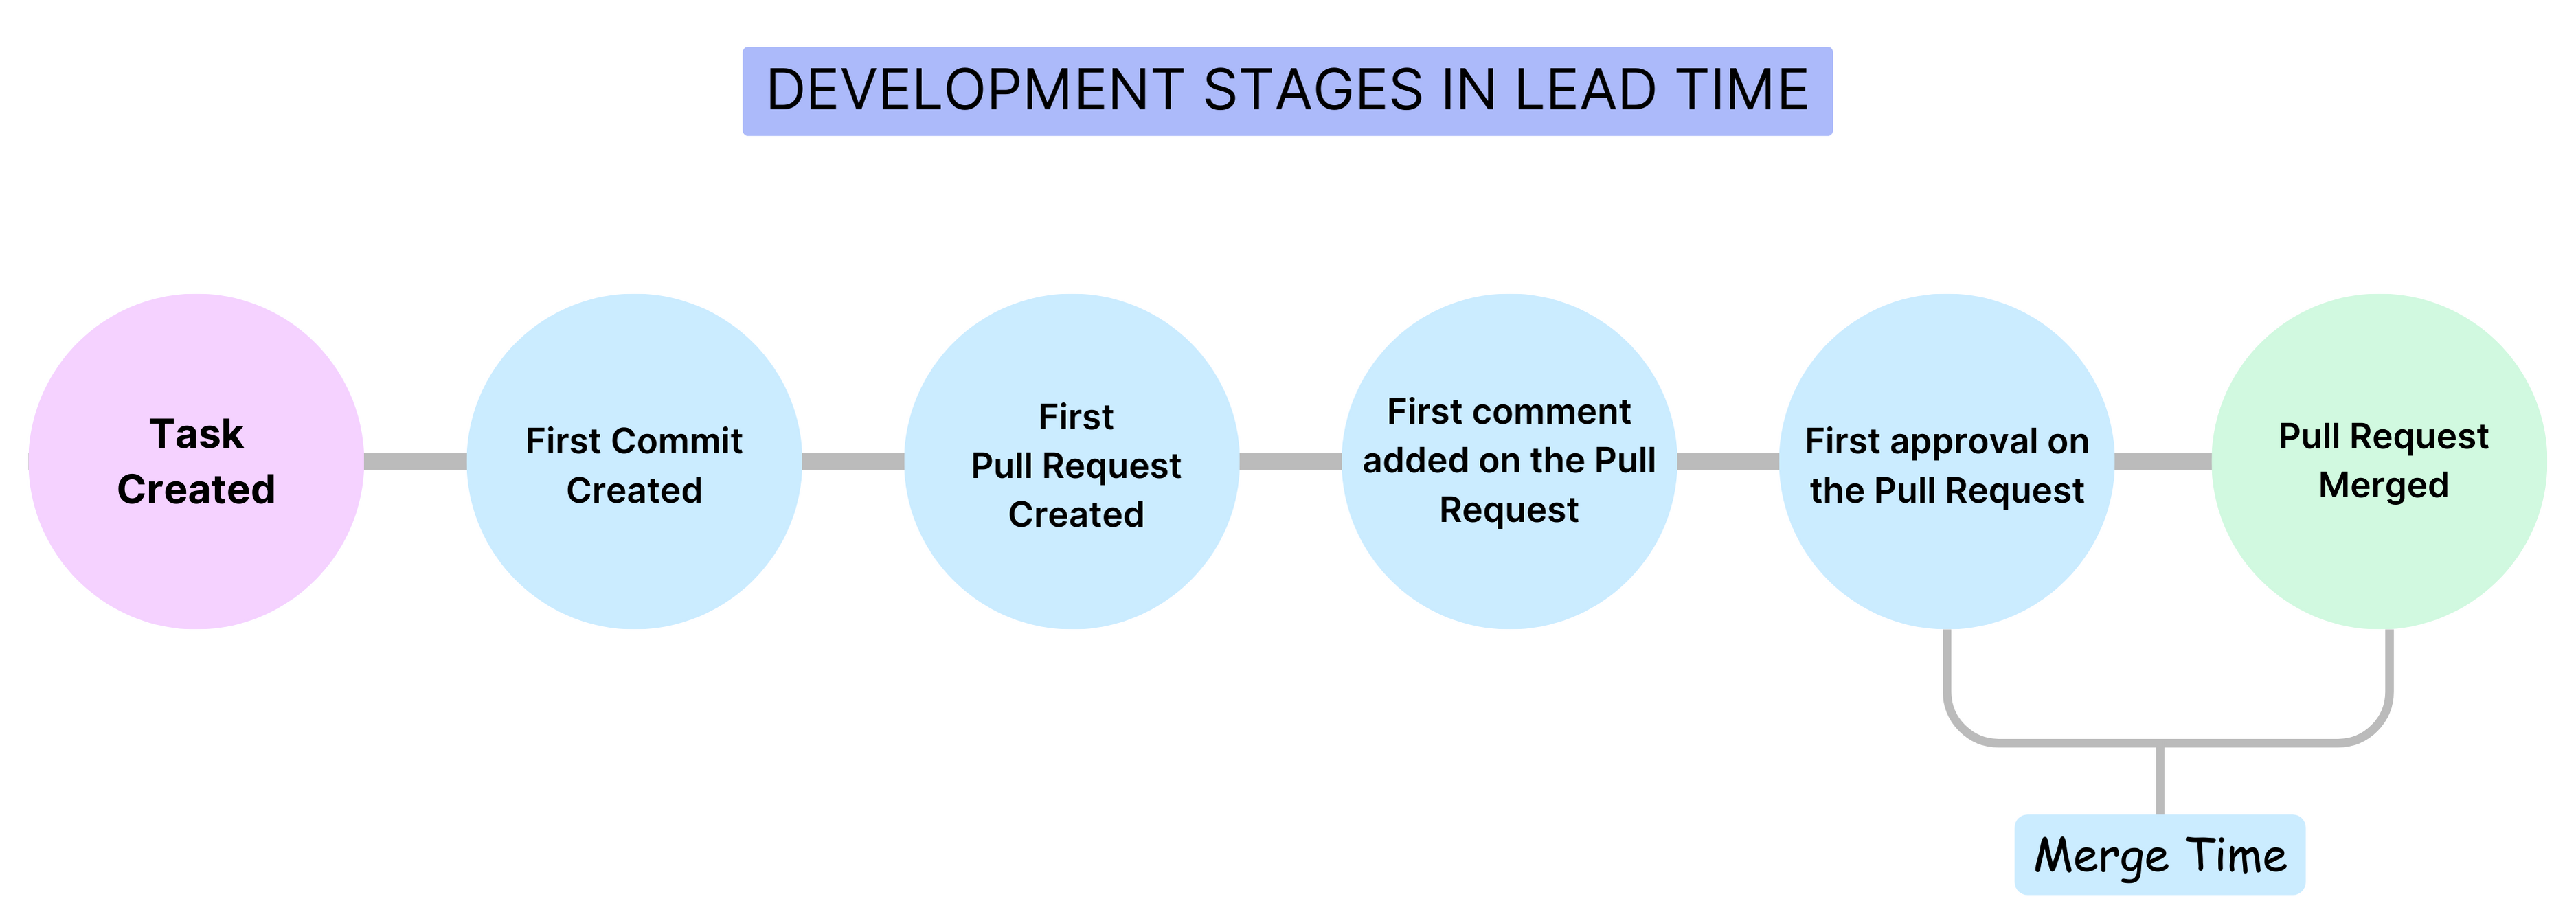 DEVELOPMENT STAGES IN LEAD TIME
Task
Created
First Commit
Created
First
Pull Request
Created
First comment
added on the Pull
Request
First approval on
the Pull Request
Pull Request
Merged
Merge Time